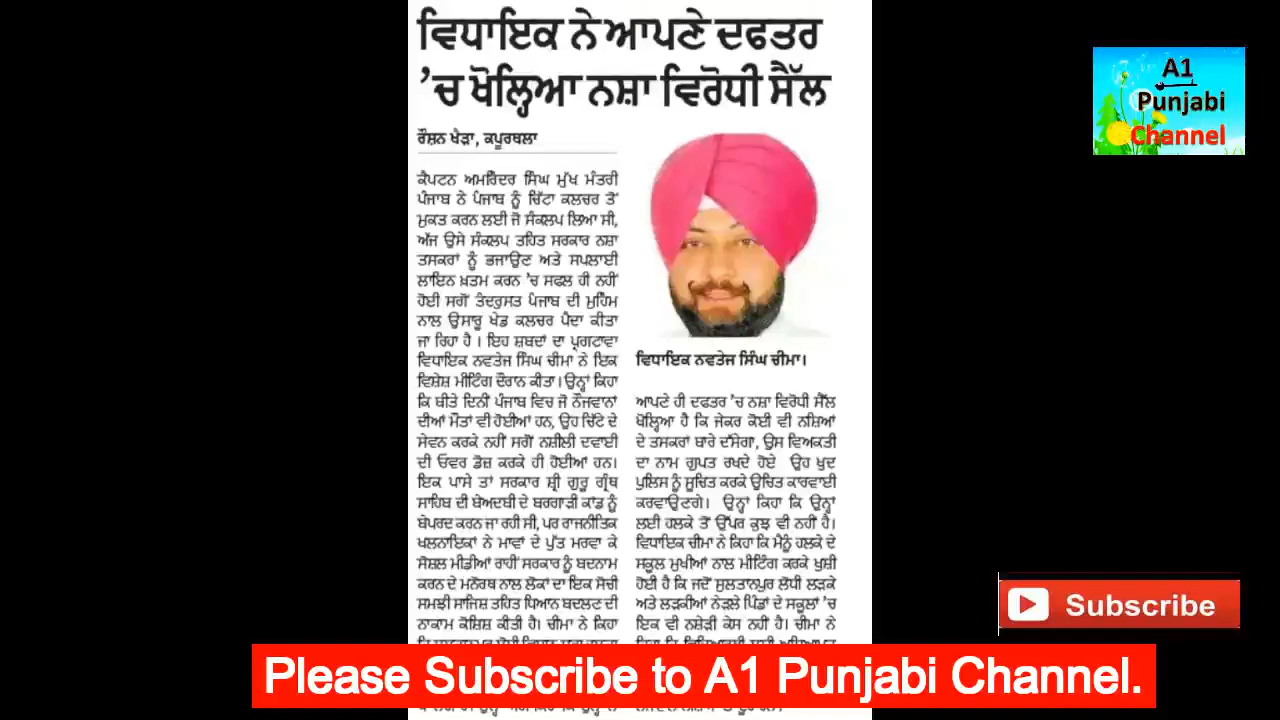 ਵਿਧਾਇਕ ਨੇ ਆਪਣੇ ਦਫਤਰ
’ਚ ਖੋਲ੍ਹਿਆ ਨਸ਼ਾ ਵਿਰੋਧੀ ਸੈੱਲ
ਰੌਸ਼ਨ ਖੈੜਾ, ਕਪੂਰਥਲਾ
ਕੈਪਟਨ ਅਮਰਿੰਦਰ ਸਿੰਘ ਮੁੱਖ ਮੰਤਰੀ
ਪੰਜਾਬ ਨੇ ਪੰਜਾਬ ਨੂੰ ਚਿੱਟਾ ਕਲਚਰ ਤੋਂ
ਮੁਕਤ ਕਰਨ ਲਈ ਜੋ ਸੰਕਲਪ ਲਿਆ ਸੀ,
ਅੱਜ ਉਸੇ ਸੰਕਲਪ ਤਹਿਤ ਸਰਕਾਰ ਨਸ਼ਾ
ਤਸਕਰਾਂ ਨੂੰ ਭਜਾਉਣ ਅਤੇ ਸਪਲਾਈ
ਲਾਇਨ ਖ਼ਤਮ ਕਰਨ ’ਚ ਸਫਲ ਹੀ ਨਹੀਂ
ਹੋਈ ਸਗੋਂ ਤੰਦਰੁਸਤ ਪੰਜਾਬ ਦੀ ਮੁਹਿੰਮ
ਨਾਲ ਉਸਾਰੂ ਖੇਡ ਕਲਚਰ ਪੈਦਾ ਕੀਤਾ
ਜਾ ਰਿਹਾ ਹੈ । ਇਹ ਸ਼ਬਦਾਂ ਦਾ ਪ੍ਰਗਟਾਵਾ
ਵਿਧਾਇਕ ਨਵਤੇਜ ਸਿੰਘ ਚੀਮਾ ਨੇ ਇਕ
ਵਿਸ਼ੇਸ਼ ਮੀਟਿੰਗ ਦੌਰਾਨ ਕੀਤਾ। ਉਨ੍ਹਾਂ ਕਿਹਾ
ਕਿ ਬੀਤੇ ਦਿਨੀਂ ਪੰਜਾਬ ਵਿਚ ਜੋ ਨੌਜਵਾਨਾਂ
ਦੀਆਂ ਮੌਤਾਂ ਵੀ ਹੋਈਆਂ ਹਨ, ਉਹ ਚਿੱਟੇ ਦੇ
ਸੇਵਨ ਕਰਕੇ ਨਹੀਂ ਸਗੋਂ ਨਸ਼ੀਲੀ ਦਵਾਈ
ਦੀ ਓਵਰ ਡੋਜ਼ ਕਰਕੇ ਹੀ ਹੋਈਆਂ ਹਨ।
ਇਕ ਪਾਸੇ ਤਾਂ ਸਰਕਾਰ ਸ਼੍ਰੀ ਗੁਰੂ ਗ੍ਰੰਥ
ਸਾਹਿਬ ਦੀ ਬੇਅਦਬੀ ਦੇ ਬਰਗਾੜੀ ਕਾਂਡ ਨੂੰ
ਬੇਪਰਦ ਕਰਨ ਜਾ ਰਹੀ ਸੀ, ਪਰ ਰਾਜਨੀਤਿਕ
ਖਲਨਾਇਕਾਂ ਨੇ ਮਾਵਾਂ ਦੇ ਪੁੱਤ ਮਰਵਾ ਕੇ
ਸੋਸ਼ਲ ਮੀਡੀਆਂ ਰਾਹੀਂ ਸਰਕਾਰ ਨੂੰ ਬਦਨਾਮ
ਕਰਨ ਦੇ ਮਨੋਰਥ ਨਾਲ ਲੋਕਾਂ ਦਾ ਇਕ ਸੋਚੀ
ਸਮਝੀ ਸਾਜਿਸ਼ ਤਹਿਤ ਧਿਆਨ ਬਦਲਣ ਦੀ
ਨਾਕਾਮ ਕੋਸ਼ਿਸ਼ ਕੀਤੀ ਹੈ। ਚੀਮਾ ਨੇ ਕਿਹਾ
ਵਿਧਾਇਕ ਨਵਤੇਜ ਸਿੰਘ ਚੀਮਾ।
ਆਪਣੇ ਹੀ ਦਫਤਰ ’ਚ ਨਸ਼ਾ ਵਿਰੋਧੀ ਸੈੱਲ
ਖੋਲ੍ਹਿਆ ਹੈ ਕਿ ਜੇਕਰ ਕੋਈ ਵੀ ਨਸ਼ਿਆਂ
ਦੇ ਤਸਕਰਾਂ ਬਾਰੇ ਦੱਸੇਗਾ, ਉਸ ਵਿਅਕਤੀ
ਦਾ ਨਾਮ ਗੁਪਤ ਰਖਦੇ ਹੋਏ ਉਹ ਖੁਦ
ਪੁਲਿਸ ਨੂੰ ਸੂਚਿਤ ਕਰਕੇ ਉਚਿਤ ਕਾਰਵਾਈ
ਕਰਵਾਉਣਗੇ। ਉਨ੍ਹਾਂ ਕਿਹਾ ਕਿ ਉਨ੍ਹਾਂ
ਲਈ ਹਲਕੇ ਤੋਂ ਉੱਪਰ ਕੁਝ ਵੀ ਨਹੀਂ ਹੈ।
ਵਿਧਾਇਕ ਚੀਮਾ ਨੇ ਕਿਹਾ ਕਿ ਮੈਨੂੰ ਹਲਕੇ ਦੇ
ਸਕੂਲ ਮੁਖੀਆਂ ਨਾਲ ਮੀਟਿੰਗ ਕਰਕੇ ਖੁਸ਼ੀ
ਹੋਈ ਹੈ ਕਿ ਜਦੋਂ ਸੁਲਤਾਨਪੁਰ ਲੋਧੀ ਲੜਕੇ
ਅਤੇ ਲੜਕੀਆਂ ਨੇੜਲੇ ਪਿੰਡਾਂ ਦੇ ਸਕੂਲਾਂ ’ਚ
ਇਕ ਵੀ ਨਸ਼ੇੜੀ ਕੇਸ ਨਹੀਂ ਹੈ। ਚੀਮਾ ਨੇ
A1
Punjabi
Channel
Subscribe
Please Subscribe to A1 Punjabi Channel.